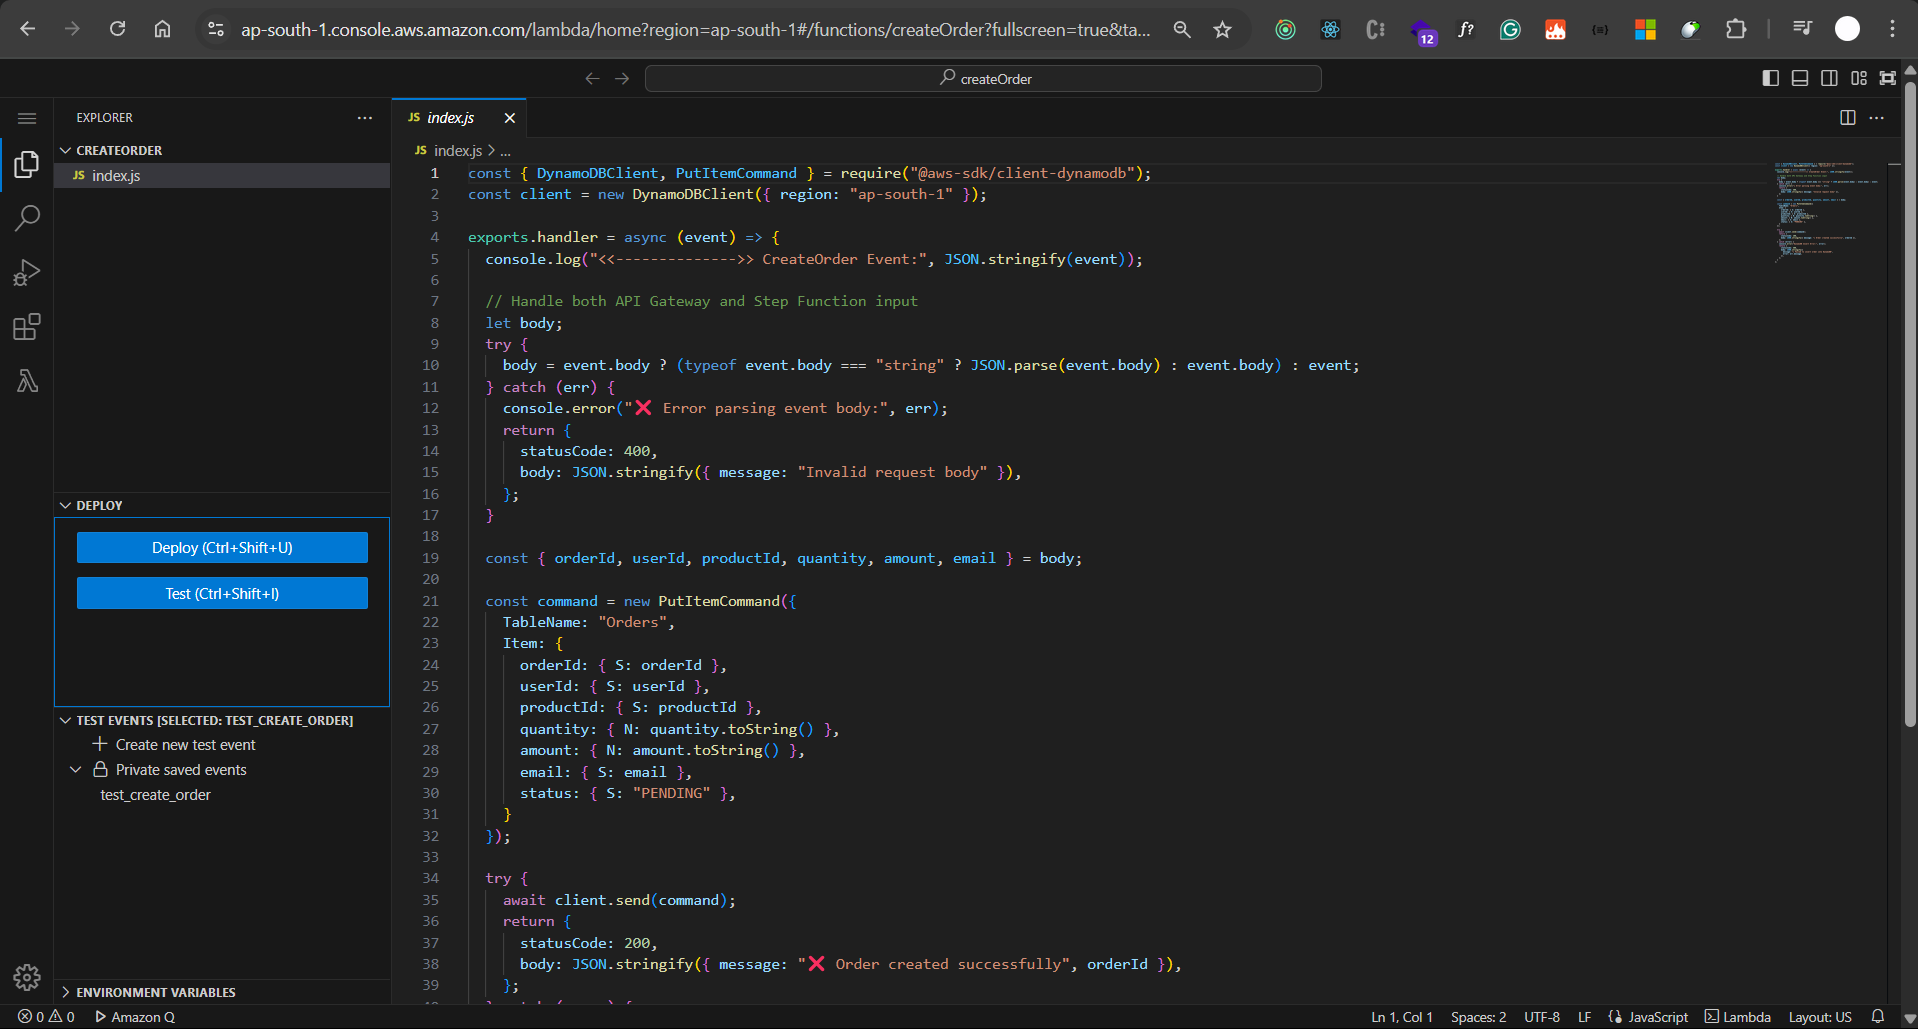 ap-south-1.console.aws.amazon.com/lambda/home?region=ap-south-1#/functions/createOrder?fullscreen=true&ta...
12
f?
createOrder
EXPLORER
CREATEORDER
JS index.js
DEPLOY
Deploy (Ctrl+Shift+U)
Test (Ctrl+Shift+I)
TEST EVENTS [SELECTED: TEST_CREATE_ORDER]
Create new test event
Private saved events
test_create_order
ENVIRONMENT VARIABLES
JS index.js
JS index.js > ...
1 const { DynamoDBClient, PutItemCommand } = require("@aws-sdk/client-dynamodb");
2 const client = new DynamoDBClient({ region: "ap-south-1" });
3
4 exports.handler = async (event) => {
5 console.log("<<-------------->> CreateOrder Event:", JSON.stringify(event));
6
7 // Handle both API Gateway and Step Function input
8 let body;
9 try {
10 body = event.body ? (typeof event.body === "string" ? JSON.parse(event.body) : event.body) : event;
11 } catch (err) {
12 console.error("❌ Error parsing event body:", err);
13 return {
14 statusCode: 400,
15 body: JSON.stringify({ message: "Invalid request body" }),
16 };
17 }
18
19 const { orderId, userId, productId, quantity, amount, email } = body;
20
21 const command = new PutItemCommand({
22 TableName: "Orders",
23 Item: {
24 orderId: { S: orderId },
25 userId: { S: userId },
26 productId: { S: productId },
27 quantity: { N: quantity.toString() },
28 amount: { N: amount.toString() },
29 email: { S: email },
30 status: { S: "PENDING" },
31 }
32 });
33
34 try {
35 await client.send(command);
36 return {
37 statusCode: 200,
38 body: JSON.stringify({ message: "❌ Order created successfully", orderId }),
39 };
0 0 Amazon Q
Ln 1, Col 1 Spaces: 2 UTF-8 LF JavaScript Lambda Layout: US